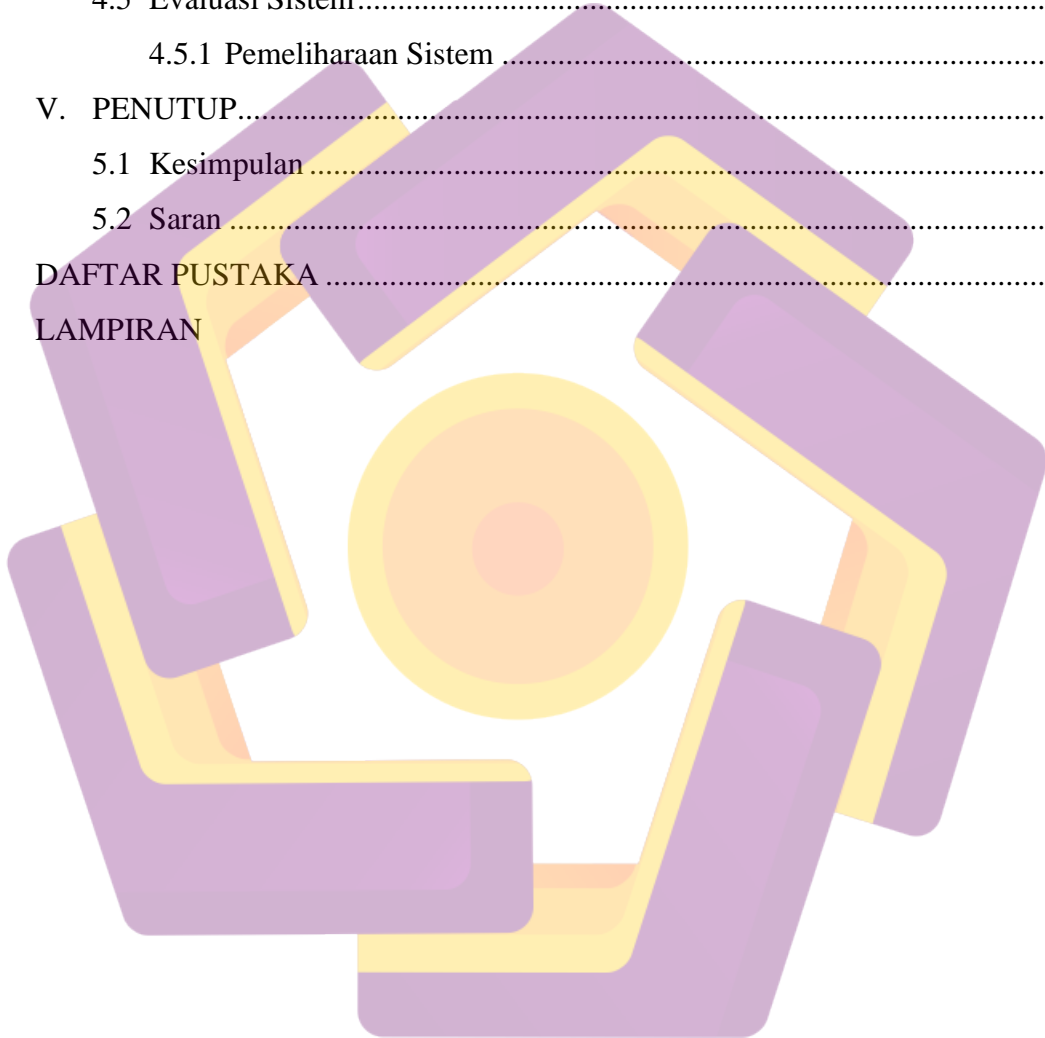 4.5 Evaluasi Sistem........................................................................
4.5.1 Pemeliharaan Sistem ........................................................................
V. PENUTUP........................................................................
5.1 Kesimpulan ........................................................................
5.2 Saran ........................................................................
DAFTAR PUSTAKA ........................................................................
LAMPIRAN